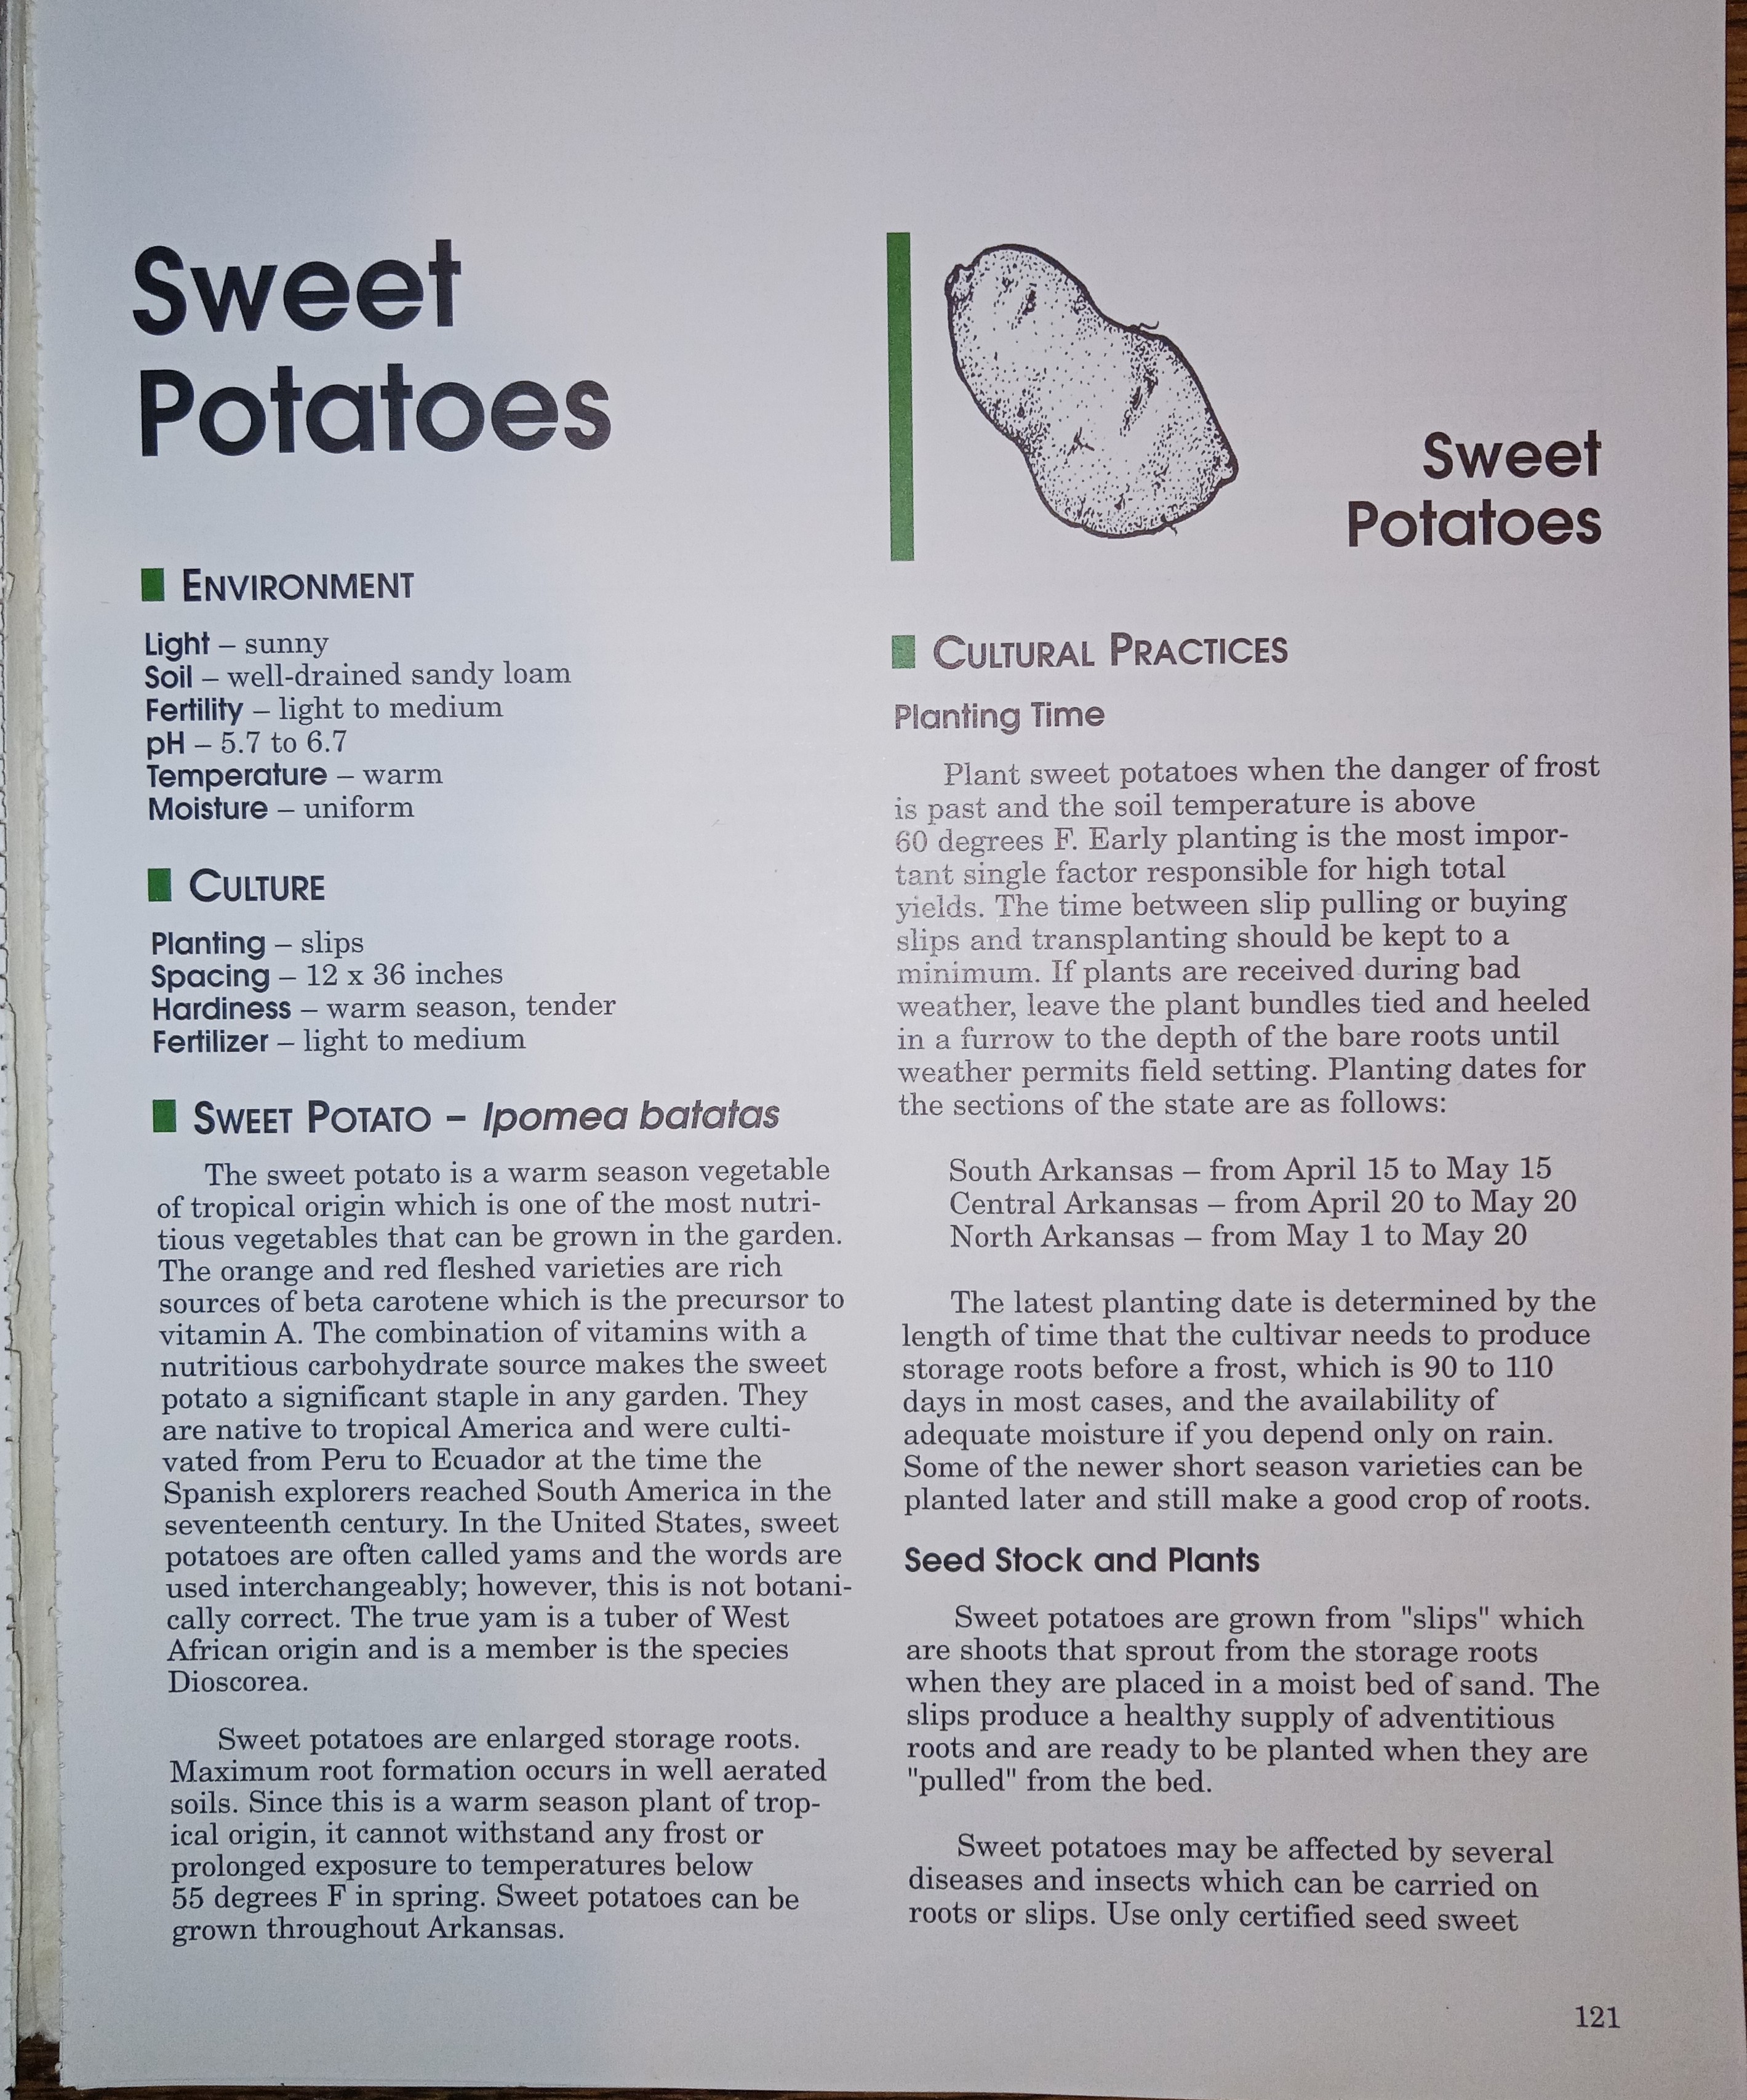 Sweet
Potatoes
ENVIRONMENT
Light – sunny
Soil – well-drained sandy loam
Fertility – light to medium
pH – 5.7 to 6.7
Temperature – warm
Moisture – uniform
CULTURE
Planting – slips
Spacing – 12 x 36 inches
Hardiness – warm season, tender
Fertilizer – light to medium
SWEET POTATO – Ipomea batatas
The sweet potato is a warm season vegetable
of tropical origin which is one of the most nutri-
tious vegetables that can be grown in the garden.
The orange and red fleshed varieties are rich
sources of beta carotene which is the precursor to
vitamin A. The combination of vitamins with a
nutritious carbohydrate source makes the sweet
potato a significant staple in any garden. They
are native to tropical America and were culti-
vated from Peru to Ecuador at the time the
Spanish explorers reached South America in the
seventeenth century. In the United States, sweet
potatoes are often called yams and the words are
used interchangeably; however, this is not botani-
cally correct. The true yam is a tuber of West
African origin and is a member is the species
Dioscorea.
Sweet potatoes are enlarged storage roots.
Maximum root formation occurs in well aerated
soils. Since this is a warm season plant of trop-
ical origin, it cannot withstand any frost or
prolonged exposure to temperatures below
55 degrees F in spring. Sweet potatoes can be
grown throughout Arkansas.
Sweet
Potatoes
CULTURAL PRACTICES
Planting Time
Plant sweet potatoes when the danger of frost
is past and the soil temperature is above
60 degrees F. Early planting is the most impor-
tant single factor responsible for high total
yields. The time between slip pulling or buying
slips and transplanting should be kept to a
minimum. If plants are received during bad
weather, leave the plant bundles tied and heeled
in a furrow to the depth of the bare roots until
weather permits field setting. Planting dates for
the sections of the state are as follows:
South Arkansas – from April 15 to May 15
Central Arkansas – from April 20 to May 20
North Arkansas – from May 1 to May 20
The latest planting date is determined by the
length of time that the cultivar needs to produce
storage roots before a frost, which is 90 to 110
days in most cases, and the availability of
adequate moisture if you depend only on rain.
Some of the newer short season varieties can be
planted later and still make a good crop of roots.
Seed Stock and Plants
Sweet potatoes are grown from "slips" which
are shoots that sprout from the storage roots
when they are placed in a moist bed of sand. The
slips produce a healthy supply of adventitious
roots and are ready to be planted when they are
"pulled" from the bed.
Sweet potatoes may be affected by several
diseases and insects which can be carried on
roots or slips. Use only certified seed sweet
121